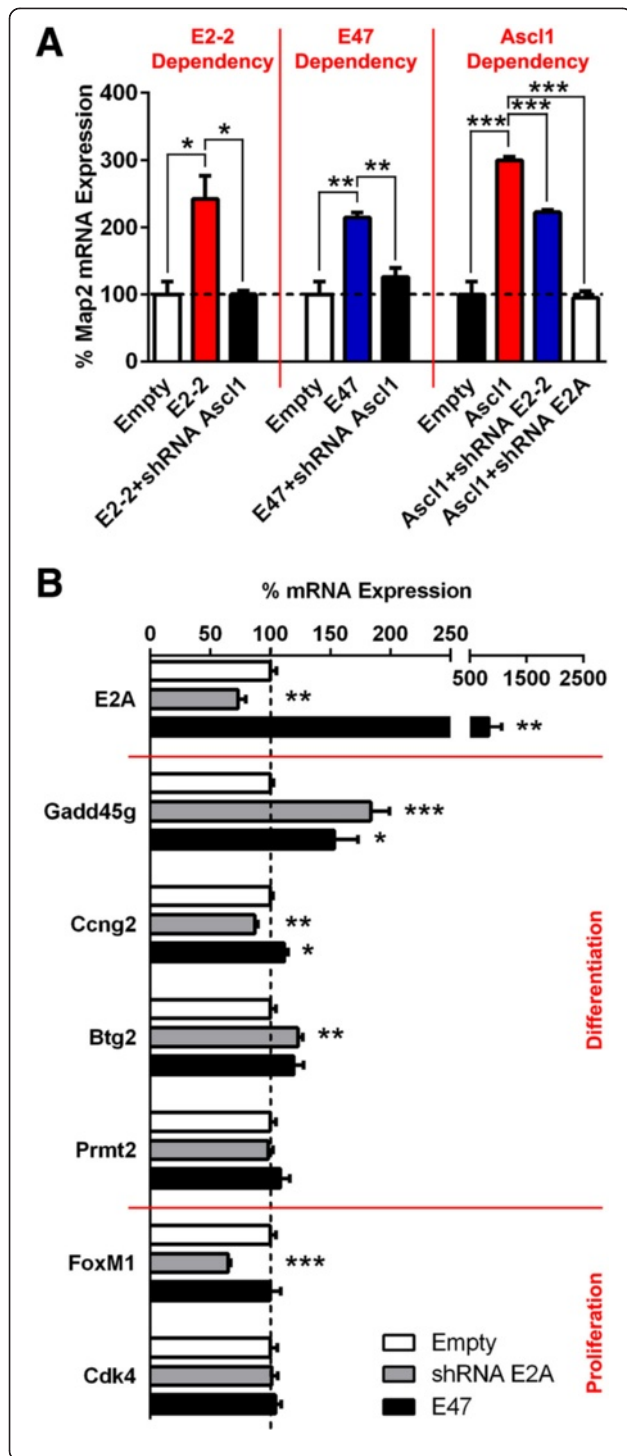 A
E2-2
Dependency
E47
Dependency
Ascl1
Dependency
% Map2 mRNA Expression
400
300
200
100
0
* * ** ** *** *** ***
Empty
E2-2
E2-2+shRNA Ascl1
Empty
E47
E47+shRNA Ascl1
Empty
Ascl1
Ascl1+shRNA E2-2
Ascl1+shRNA E2A
B
% mRNA Expression
0 50 100 150 200 250 500 1500 2500
E2A
**
**
Gadd45g
***
*
Ccng2
**
*
Btg2
**
Prmt2
Differentiation
FoxM1
***
Cdk4
Proliferation
Empty
shRNA E2A
E47